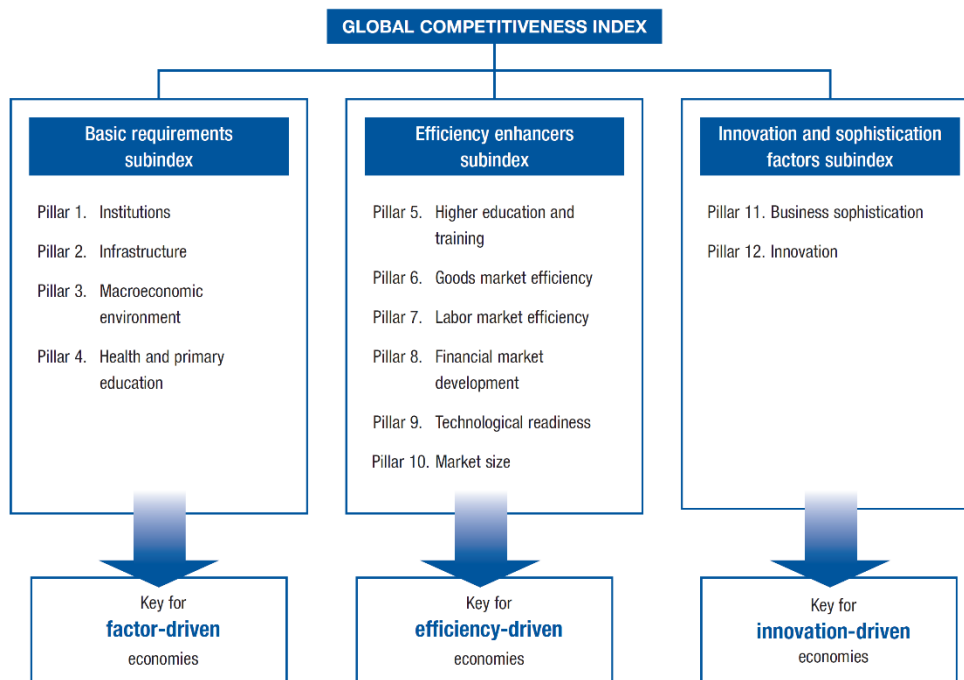 GLOBAL COMPETITIVENESS INDEX
Basic requirements
subindex
Pillar 1. Institutions
Pillar 2. Infrastructure
Pillar 3. Macroeconomic
environment
Pillar 4. Health and primary
education
Key for
factor-driven
economies
Efficiency enhancers
subindex
Pillar 5. Higher education and
training
Pillar 6. Goods market efficiency
Pillar 7. Labor market efficiency
Pillar 8. Financial market
development
Pillar 9. Technological readiness
Pillar 10. Market size
Key for
efficiency-driven
economies
Innovation and sophistication
factors subindex
Pillar 11. Business sophistication
Pillar 12. Innovation
Key for
innovation-driven
economies